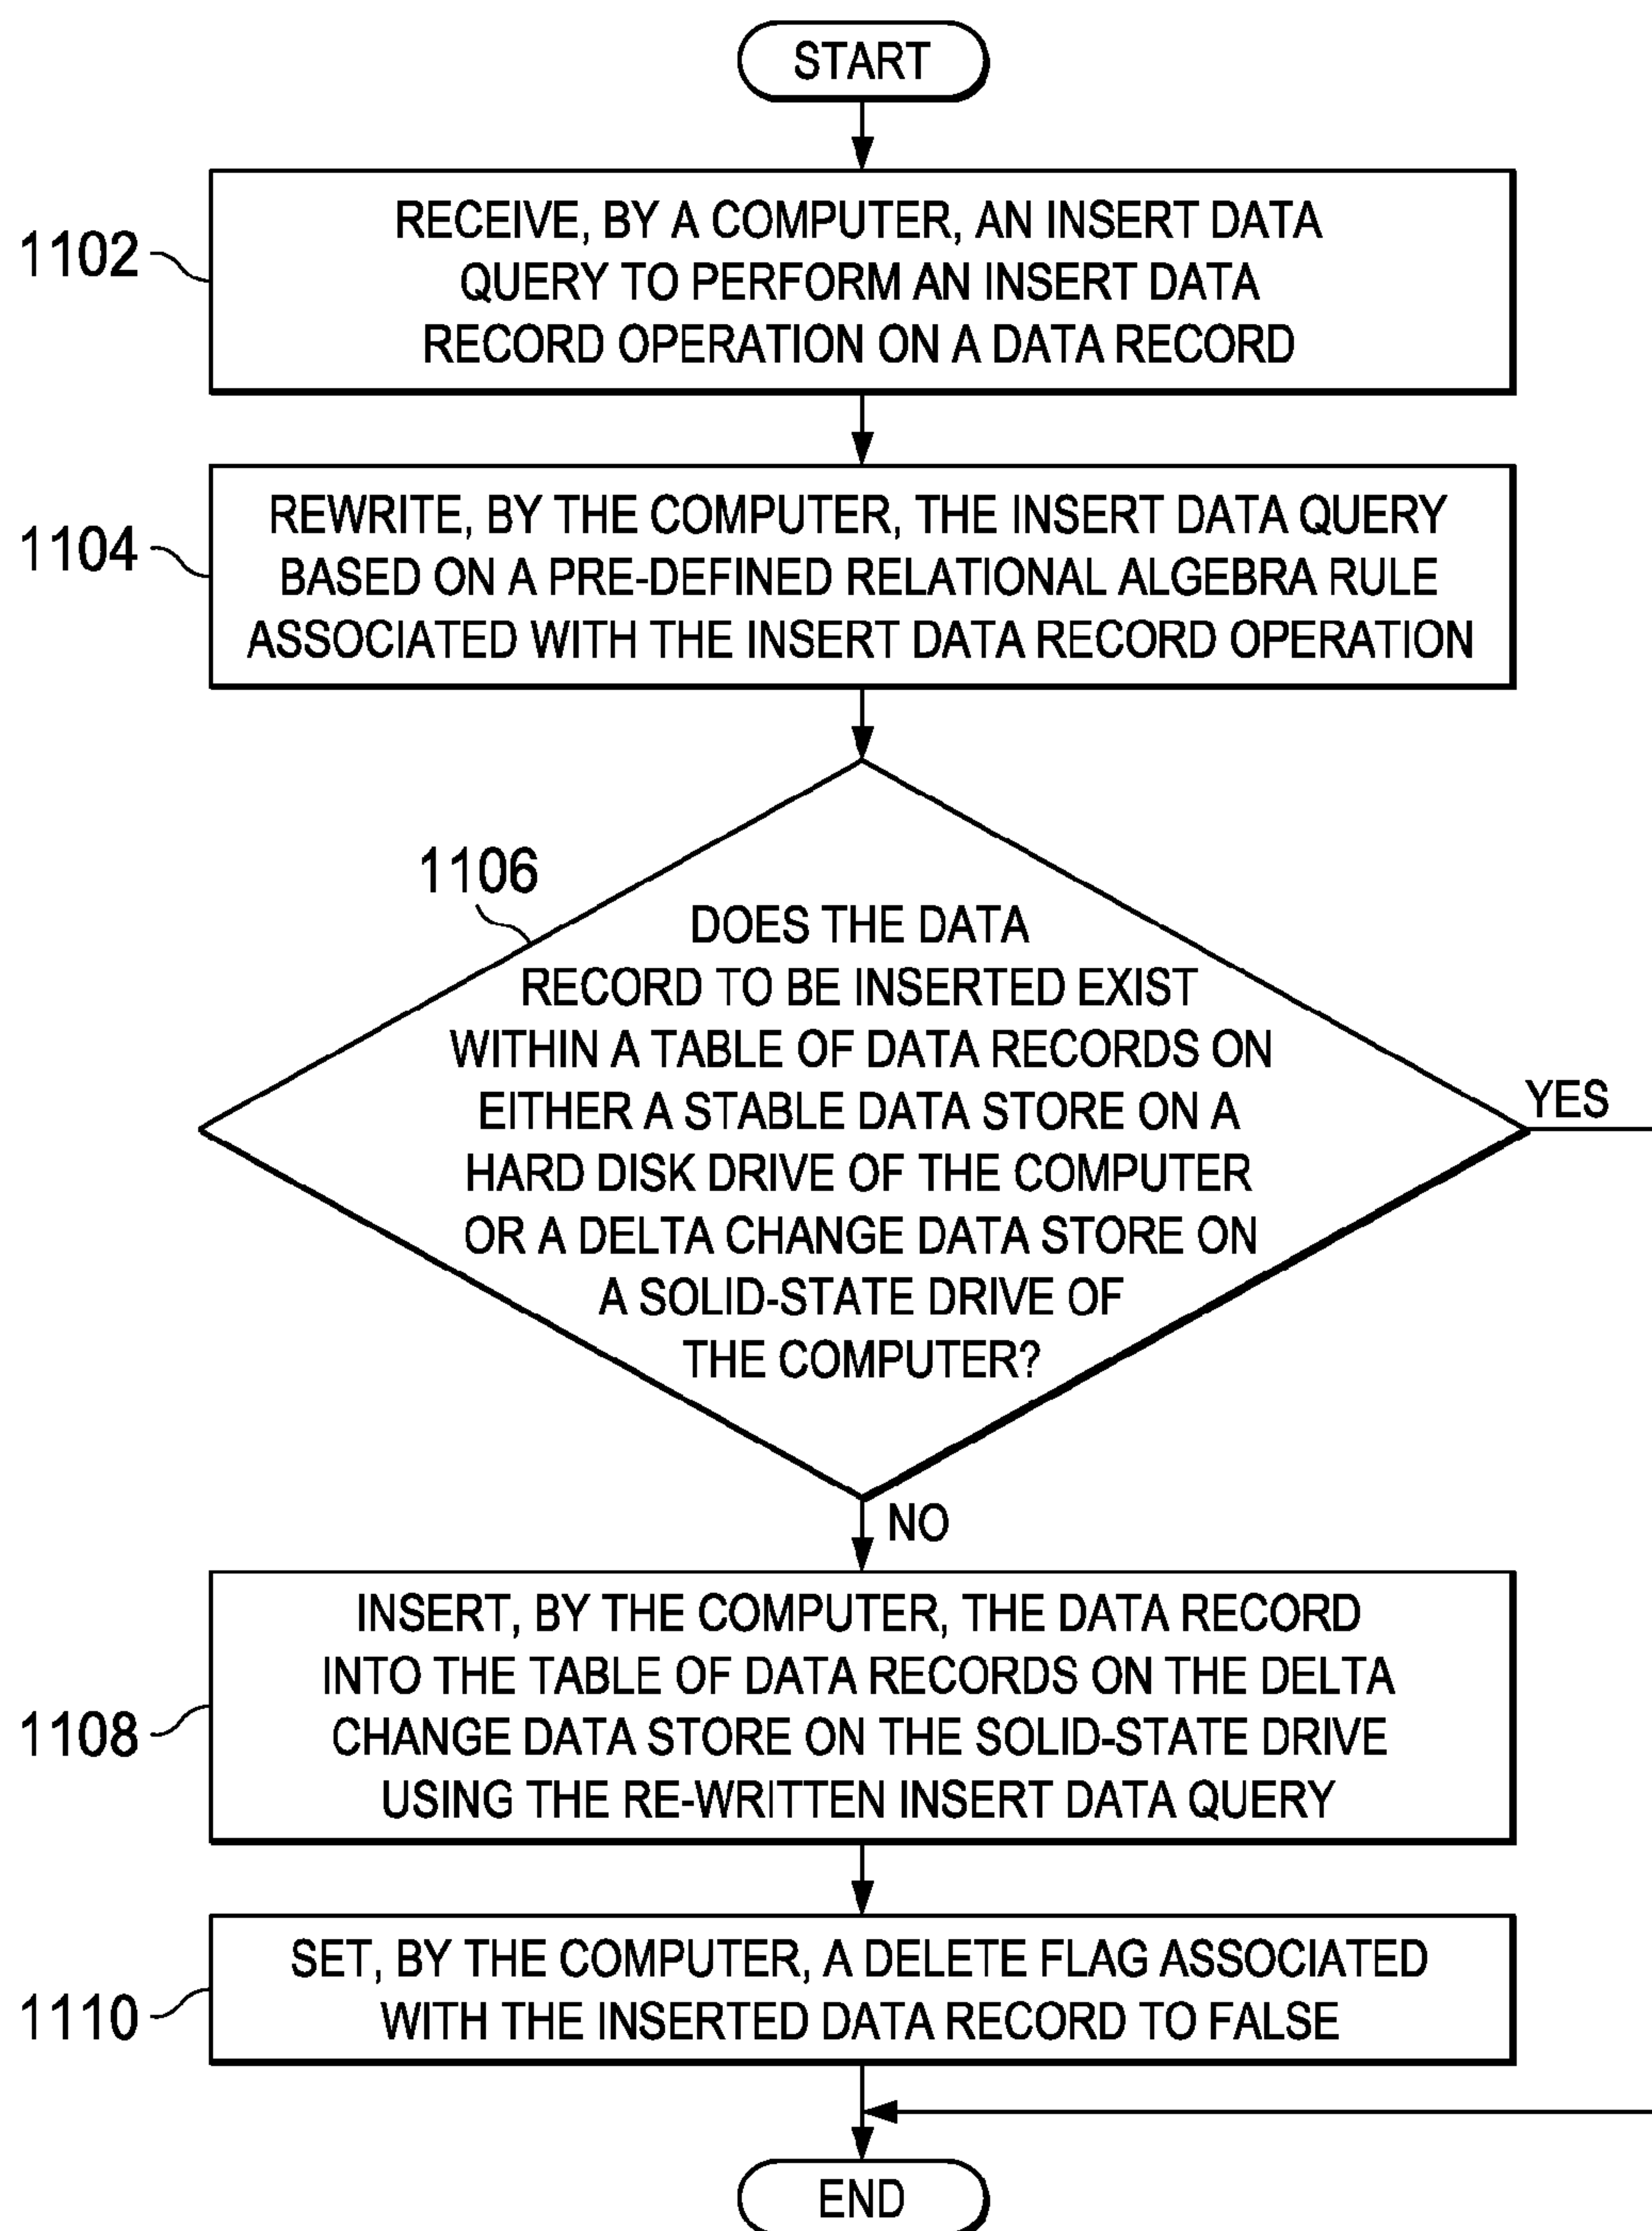 START
1102
RECEIVE, BY A COMPUTER, AN INSERT DATA
QUERY TO PERFORM AN INSERT DATA
RECORD OPERATION ON A DATA RECORD
1104
REWRITE, BY THE COMPUTER, THE INSERT DATA QUERY
BASED ON A PRE-DEFINED RELATIONAL ALGEBRA RULE
ASSOCIATED WITH THE INSERT DATA RECORD OPERATION
1106
DOES THE DATA
RECORD TO BE INSERTED EXIST
WITHIN A TABLE OF DATA RECORDS ON
EITHER A STABLE DATA STORE ON A
HARD DISK DRIVE OF THE COMPUTER
OR A DELTA CHANGE DATA STORE ON
A SOLID-STATE DRIVE OF
THE COMPUTER?
YES
NO
1108
INSERT, BY THE COMPUTER, THE DATA RECORD
INTO THE TABLE OF DATA RECORDS ON THE DELTA
CHANGE DATA STORE ON THE SOLID-STATE DRIVE
USING THE RE-WRITTEN INSERT DATA QUERY
1110
SET, BY THE COMPUTER, A DELETE FLAG ASSOCIATED
WITH THE INSERTED DATA RECORD TO FALSE
END